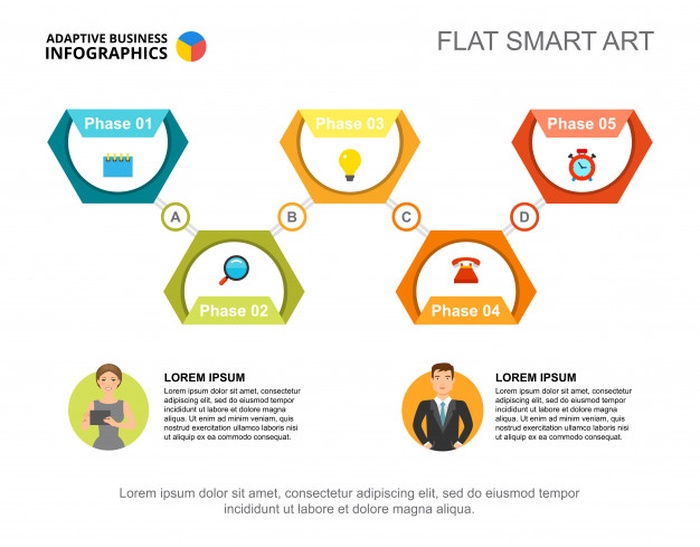 ADAPTIVE BUSINESS
INFOGRAPHICS
FLAT SMART ART
Phase 01
Phase 03
Phase 05
A
B
C
D
Phase 02
Phase 04
LOREM IPSUM
Lorem ipsum dolor sit amet, consectetur
adipiscing elit, sed do eiusmod tempor
incididunt ut labore et dolore magna
aliqua. Ut enim ad minim veniam, quis
nostrud exercitation ullamco laboris nisi
ut aliquip ex ea commodo consequat.
LOREM IPSUM
Lorem ipsum dolor sit amet, consectetur
adipiscing elit, sed do eiusmod tempor
incididunt ut labore et dolore magna
aliqua. Ut enim ad minim veniam, quis
nostrud exercitation ullamco laboris nisi
ut aliquip ex ea commodo consequat.
Lorem ipsum dolor sit amet, consectetur adipiscing elit, sed do eiusmod tempor
incididunt ut labore et dolore magna aliqua.